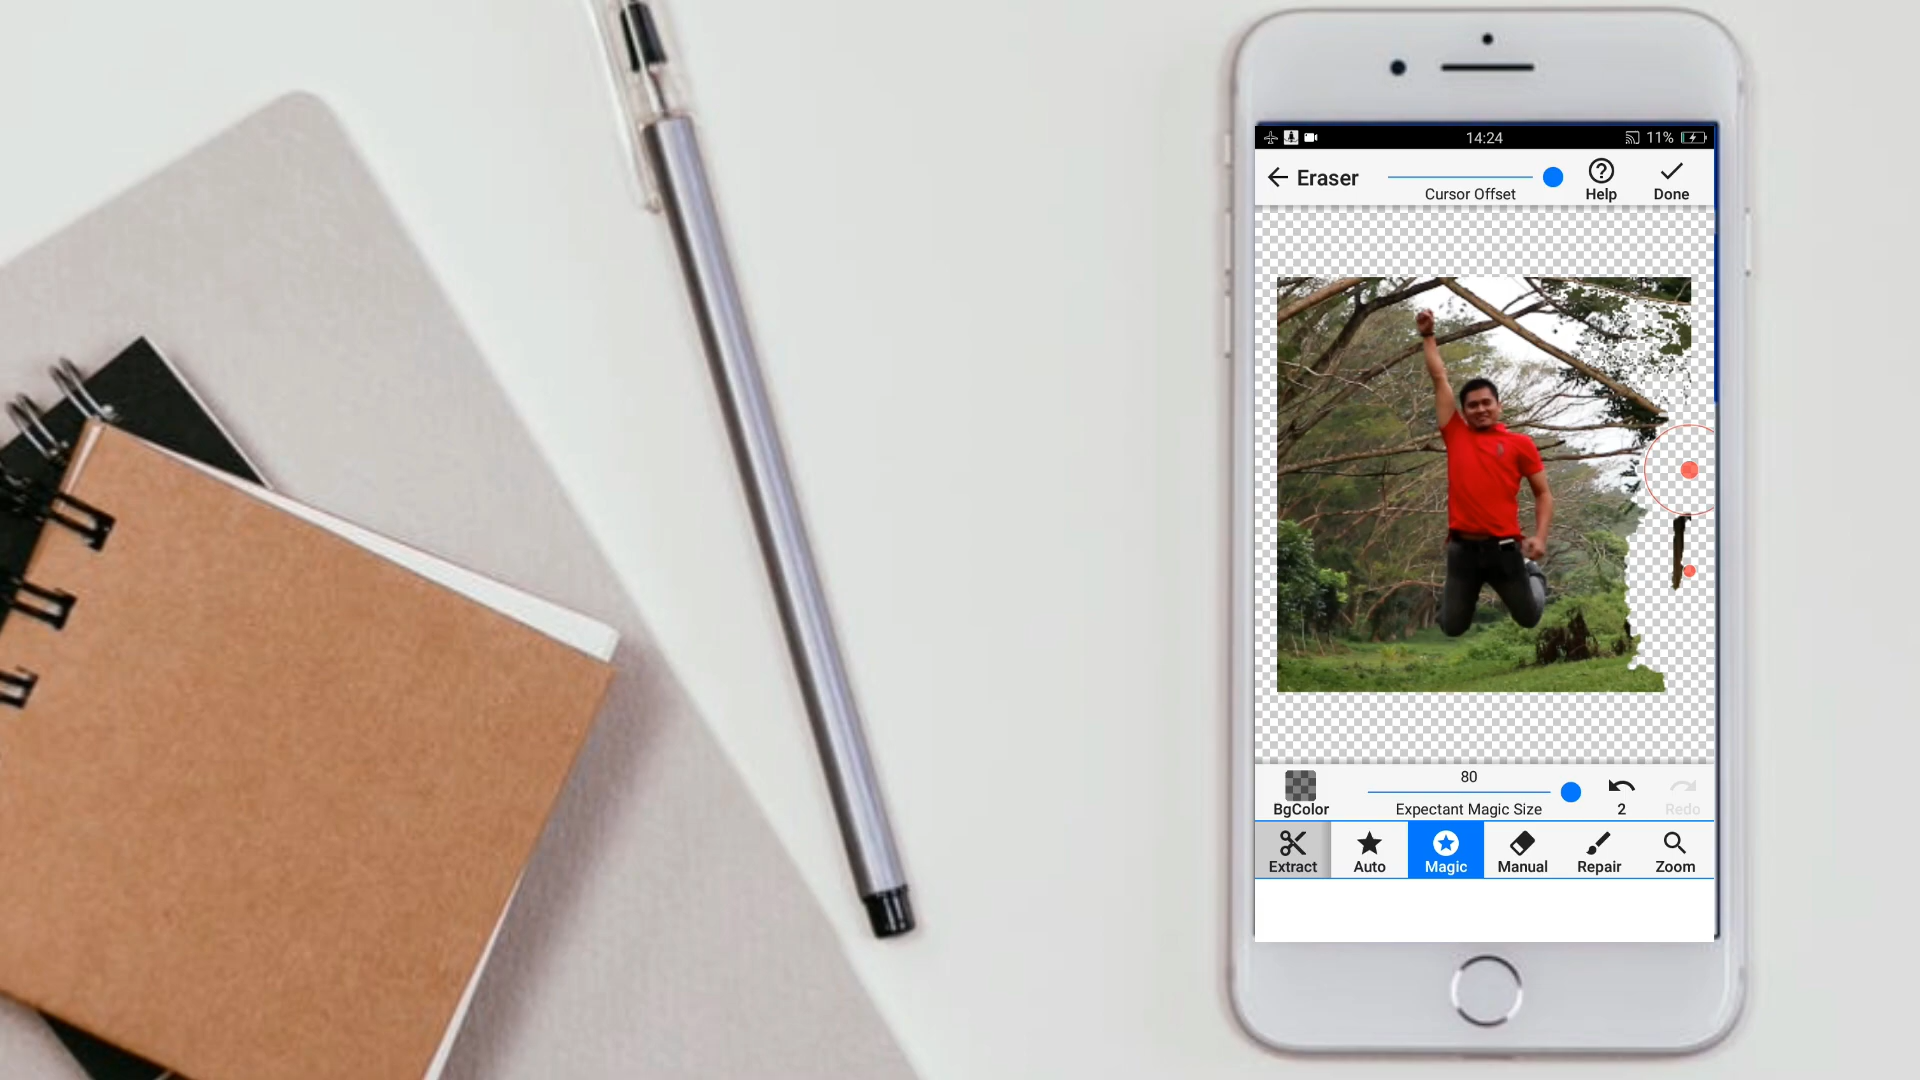 14:24
11%
Eraser
Cursor Offset
Help
Done
80
BgColor
Expectant Magic Size
2
Redo
Extract
Auto
Magic
Manual
Repair
Zoom